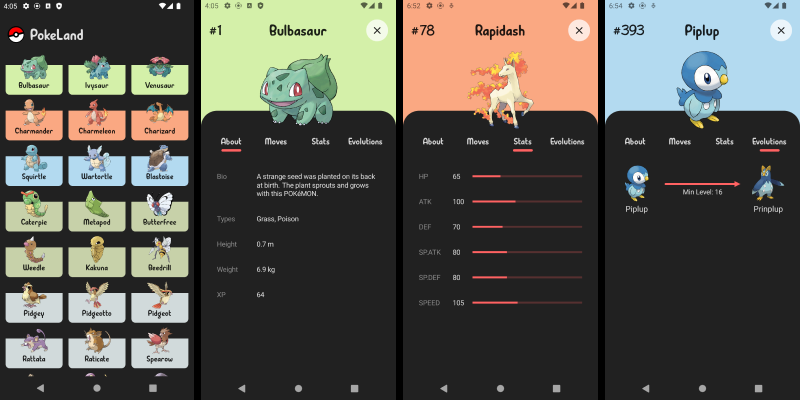 4:05
PokeLand
Bulbasaur Ivysaur Venusaur
Charmander Charmeleon Charizard
Squirtle Wartortle Blastoise
Caterpie Metapod Butterfree
Weedle Kakuna Beedrill
Pidgey Pidgeotto Pidgeot
Rattata Raticate Spearow
4:05
#1 Bulbasaur
About Moves Stats Evolutions
Bio A strange seed was planted on its back
at birth. The plant sprouts and grows
with this POKéMON.
Types Grass, Poison
Height 0.7 m
Weight 6.9 kg
XP 64
6:52
#78 Rapidash
About Moves Stats Evolutions
HP 65
ATK 100
DEF 70
SP.ATK 80
SP.DEF 80
SPEED 105
6:54
#393 Piplup
About Moves Stats Evolutions
Min Level: 16
Piplup Prinplup